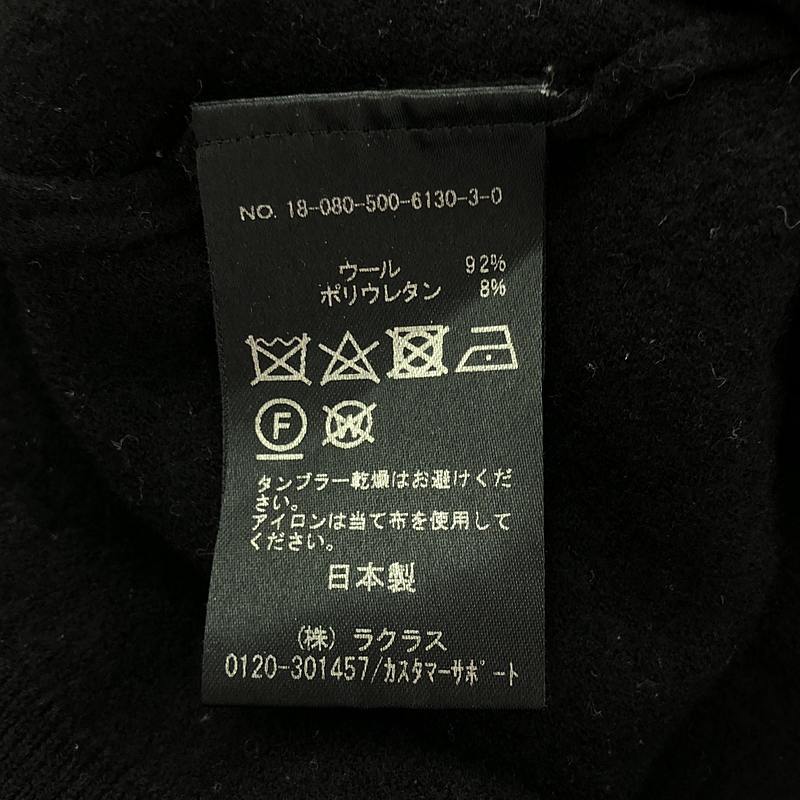 NO. 18-080-500-6130-3-0
ウール 92%
ポリウレタン 8%
F
W
タンブラー乾燥はお避けくだ
さい。
アイロンは当て布を使用して
ください。
日本製
(株) ラクラス
0120-301457/カスタマーサポート